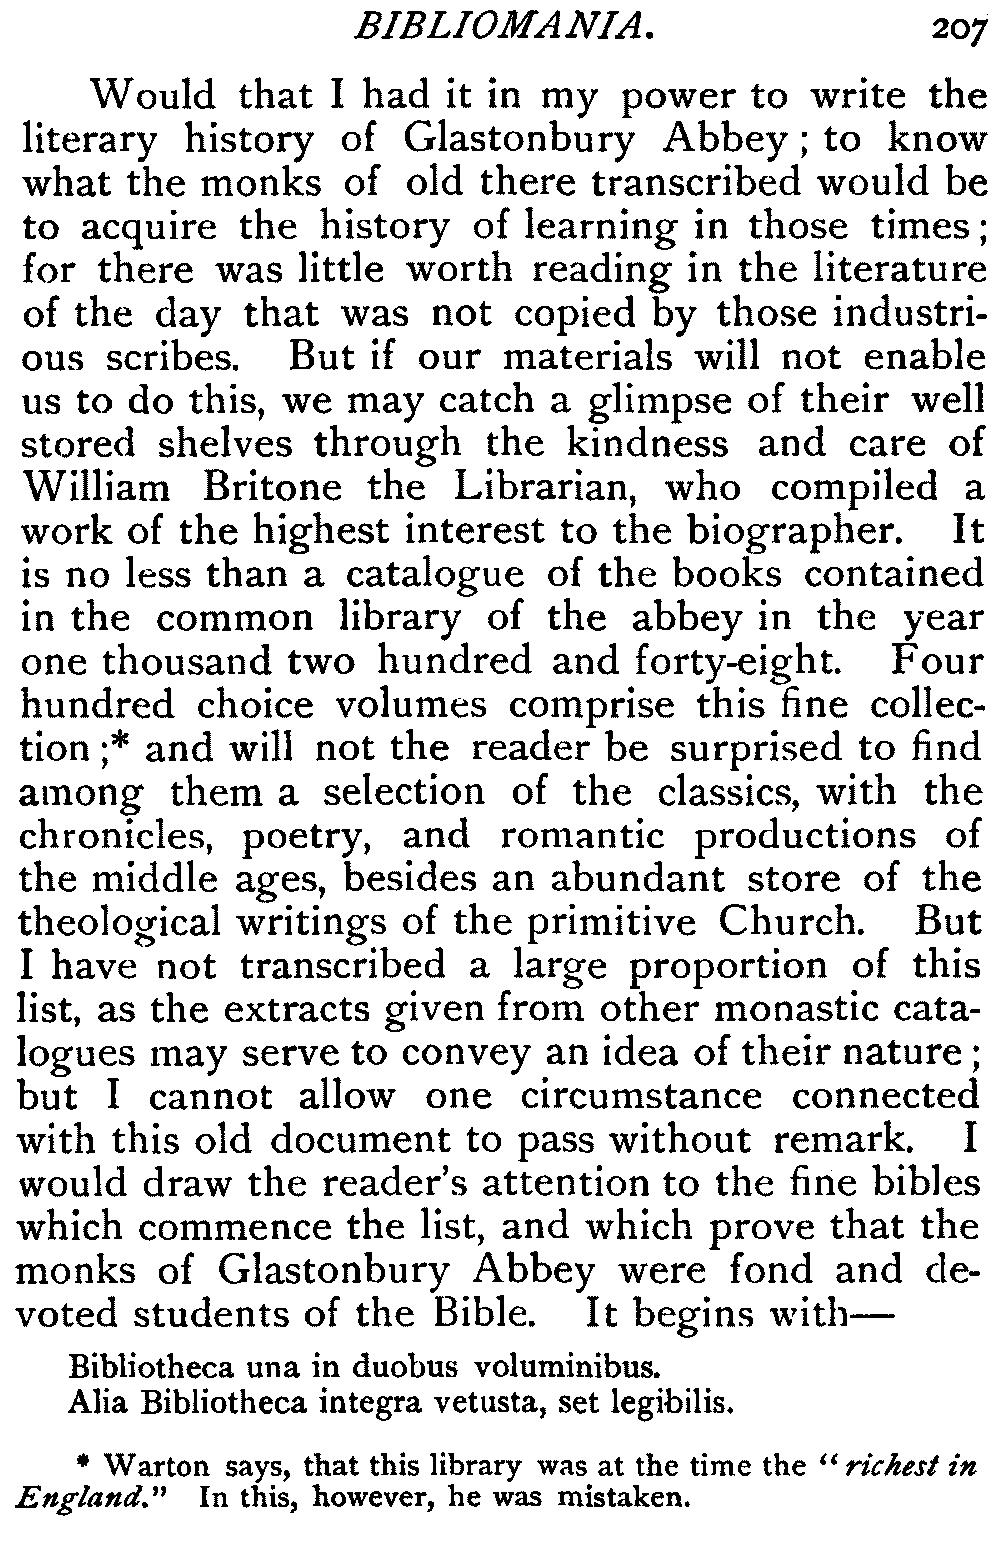 BIBLIOMANIA. 207
Would that I had it in my power to write the
literary history of Glastonbury Abbey; to know
what the monks of old there transcribed would be
to acquire the history of learning in those times;
for there was little worth reading in the literature
of the day that was not copied by those industri-
ous scribes. But if our materials will not enable
us to do this, we may catch a glimpse of their well
stored shelves through the kindness and care of
William Britone the Librarian, who compiled a
work of the highest interest to the biographer. It
is no less than a catalogue of the books contained
in the common library of the abbey in the year
one thousand two hundred and forty-eight. Four
hundred choice volumes comprise this fine collec-
tion;* and will not the reader be surprised to find
among them a selection of the classics, with the
chronicles, poetry, and romantic productions of
the middle ages, besides an abundant store of the
theological writings of the primitive Church. But
I have not transcribed a large proportion of this
list, as the extracts given from other monastic cata-
logues may serve to convey an idea of their nature;
but I cannot allow one circumstance connected
with this old document to pass without remark. I
would draw the reader's attention to the fine bibles
which commence the list, and which prove that the
monks of Glastonbury Abbey were fond and de-
voted students of the Bible. It begins with—
Bibliotheca una in duobus voluminibus.
Alia Bibliotheca integra vetusta, set legibilis.
* Warton says, that this library was at the time the "richest in
England." In this, however, he was mistaken.